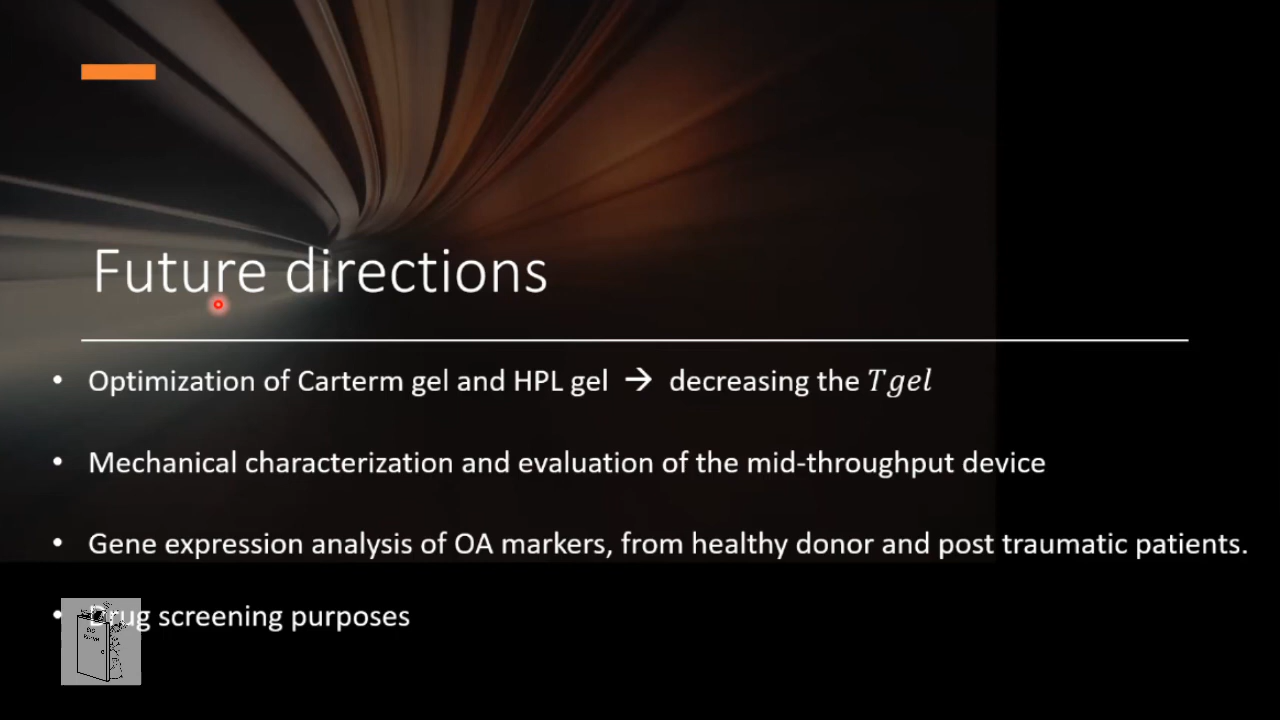 Future directions
• Optimization of Carterm gel and HPL gel → decreasing the Tgel
• Mechanical characterization and evaluation of the mid-throughput device
• Gene expression analysis of OA markers, from healthy donor and post traumatic patients.
• Drug screening purposes